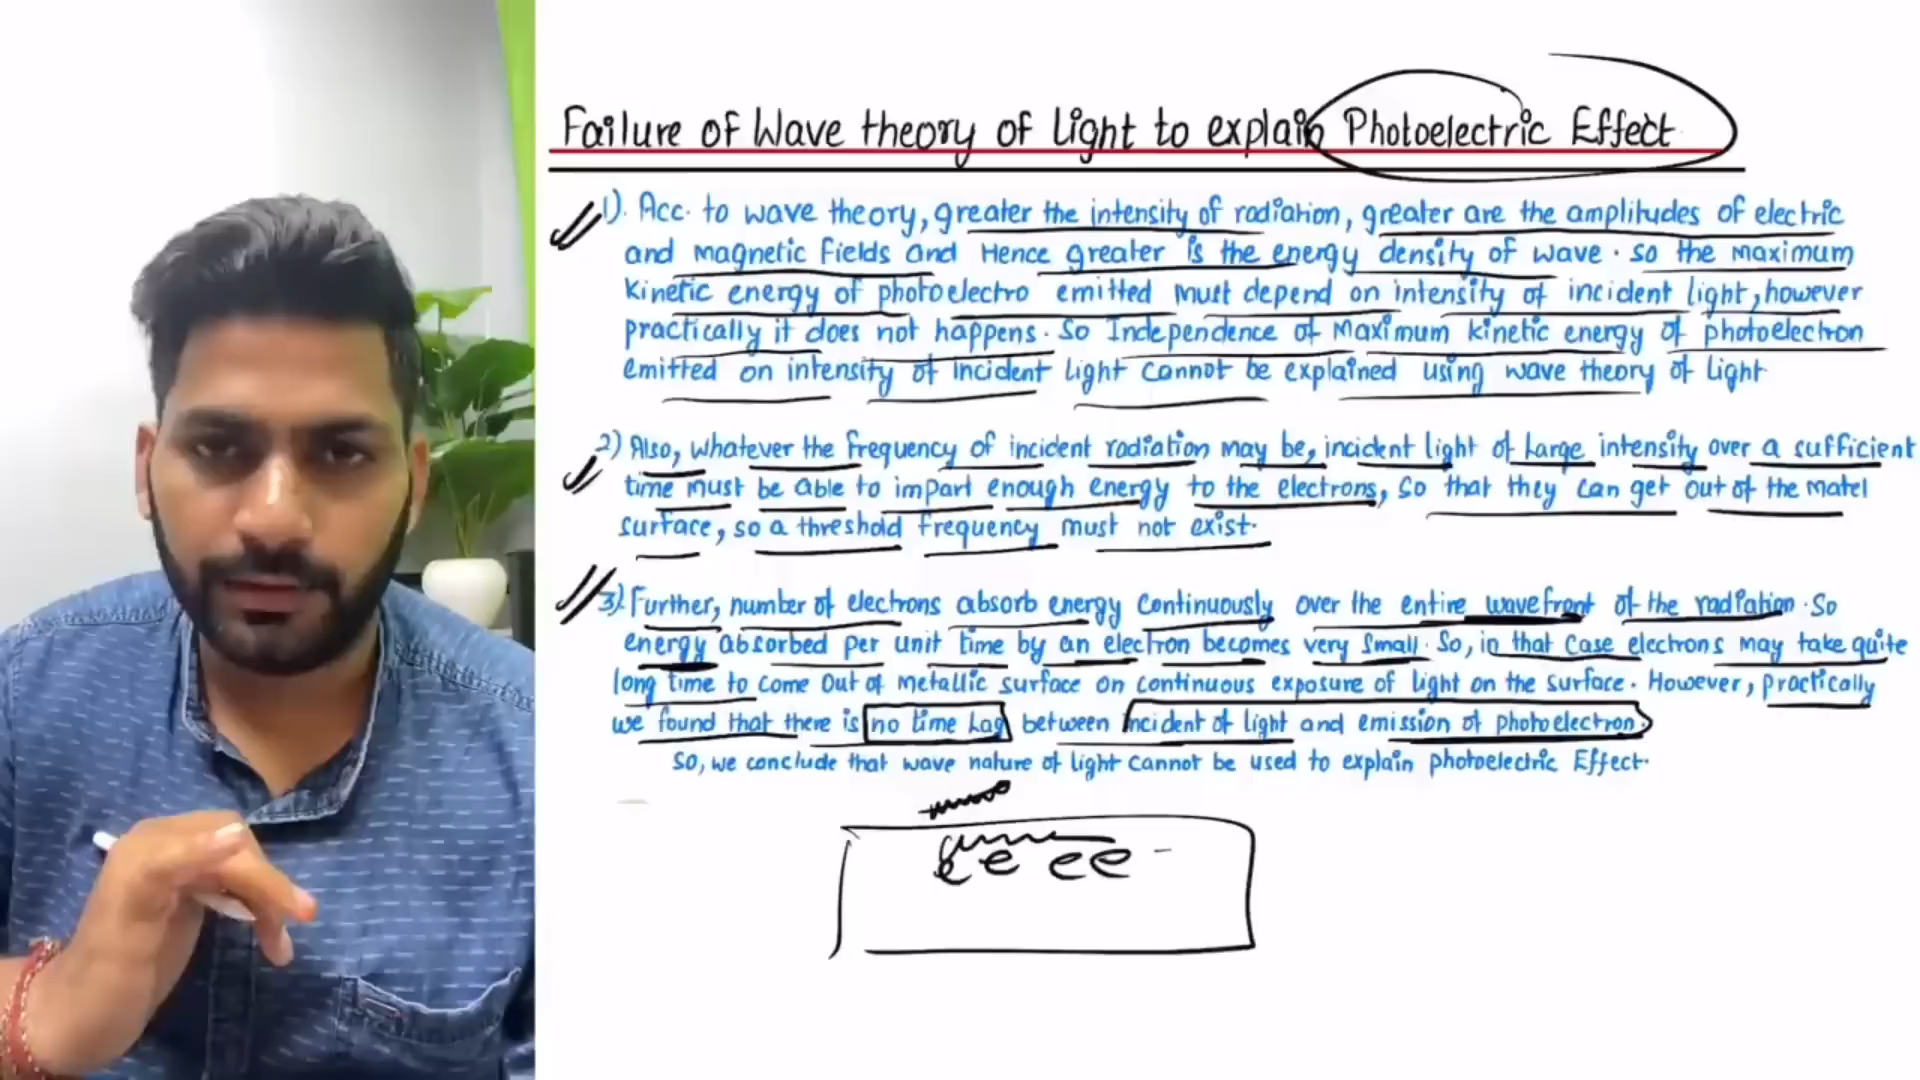 Failure of Wave theory of Light to explain Photoelectric Effect
1). Acc. to wave theory, greater the intensity of radiation, greater are the amplitudes of electric
and magnetic fields and Hence greater is the energy density of wave. So the maximum
kinetic energy of photoelectro emitted must depend on intensity of incident light, however
practically it does not happens. So Independence of Maximum kinetic energy of photoelectron
emitted on intensity of incident light cannot be explained using wave theory of light
2) Also, whatever the frequency of incident radiation may be, incident light of Large intensity over a sufficient
time must be able to impart enough energy to the electrons, so that they can get out of the matel
surface, so a threshold frequency must not exist.
3). Further, number of electrons absorb energy continuously over the entire wavefront of the radiation. So
energy absorbed per unit time by an electron becomes very small. So, in that case electrons may take quite
long time to come out of metallic surface on continuous exposure of light on the surface. However, practically
we found that there is no time Lag between incident of light and emission of photoelectron.
So, we conclude that wave nature of light cannot be used to explain photoelectric Effect.
e e e e